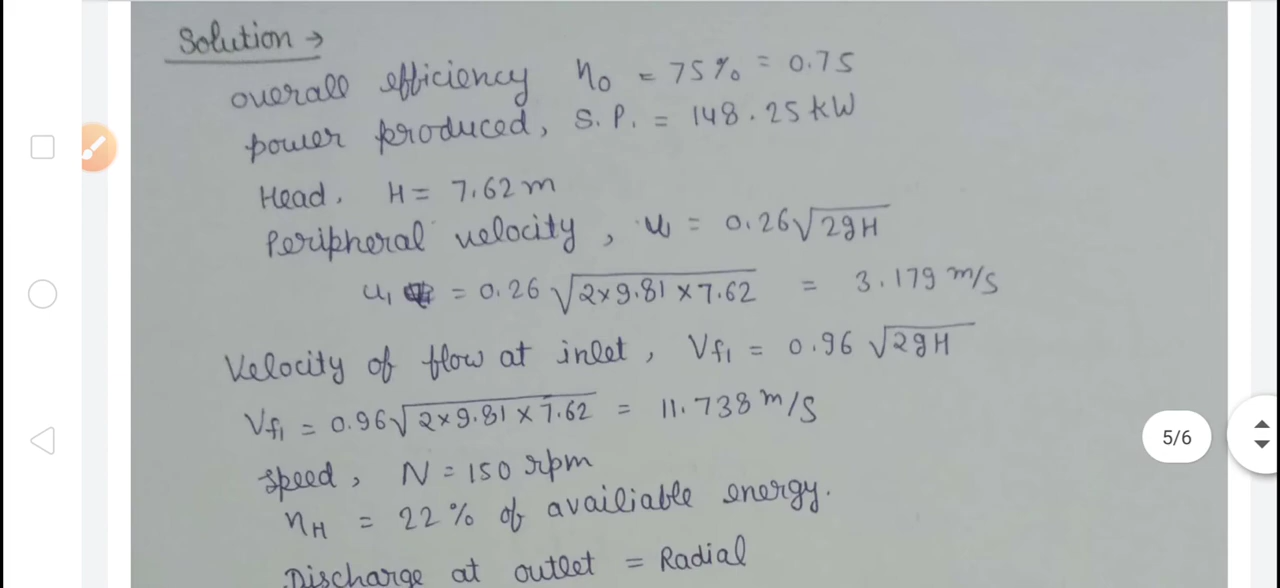 Solution →
overall efficiency ηo = 75% = 0.75
power produced, S.P. = 148.25 kW
Head, H = 7.62 m
Peripheral velocity, u = 0.26√2gH
u1 = 0.26 √2×9.81×7.62 = 3.179 m/s
Velocity of flow at inlet, Vf1 = 0.96 √2gH
Vf1 = 0.96√2×9.81×7.62 = 11.738 m/s
speed, N = 150 rpm
ηH = 22% of availiable energy.
Discharge at outlet = Radial
5/6